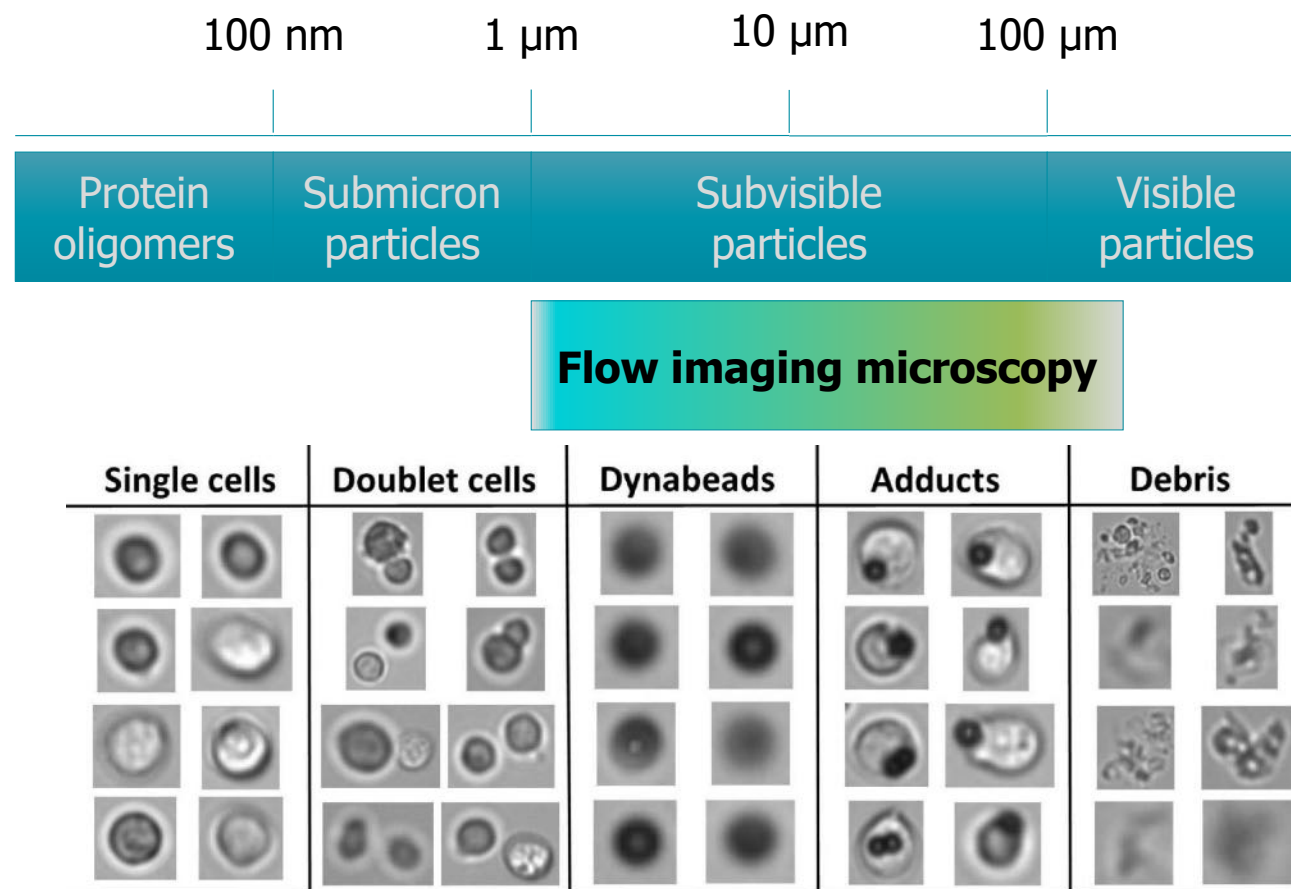 100 nm 1 µm 10 µm 100 µm
Protein Submicron Subvisible Visible
oligomers particles particles particles
Flow imaging microscopy
Single cells Doublet cells Dynabeads Adducts Debris